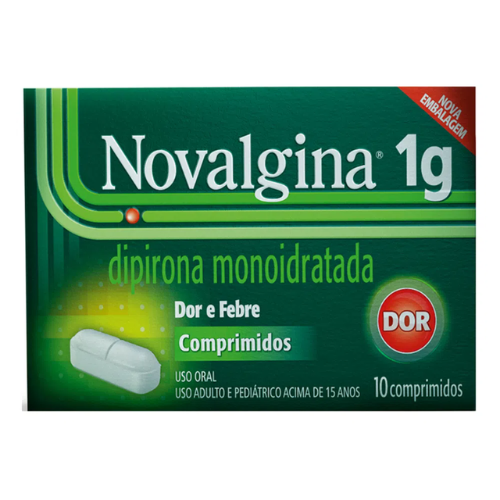 NOVA
EMBALAGEM
Novalgina® 1g
dipirona monoidratada
Dor e Febre
Comprimidos
DOR
USO ORAL
USO ADULTO E PEDIÁTRICO ACIMA DE 15 ANOS
10 comprimidos